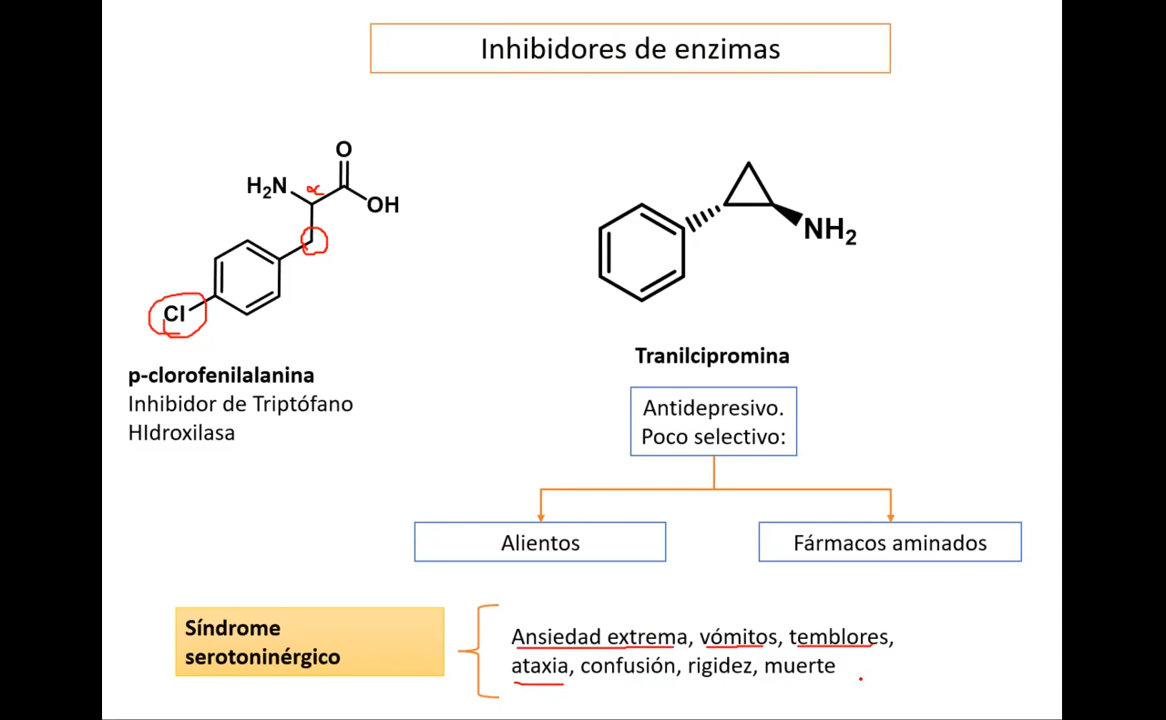 Inhibidores de enzimas
O
H2N
α
OH
Cl
NH2
p-clorofenilalanina
Inhibidor de Triptófano
HIdroxilasa
Tranilcipromina
Antidepresivo.
Poco selectivo:
Alientos
Fármacos aminados
Síndrome
serotoninérgico
Ansiedad extrema, vómitos, temblores,
ataxia, confusión, rigidez, muerte